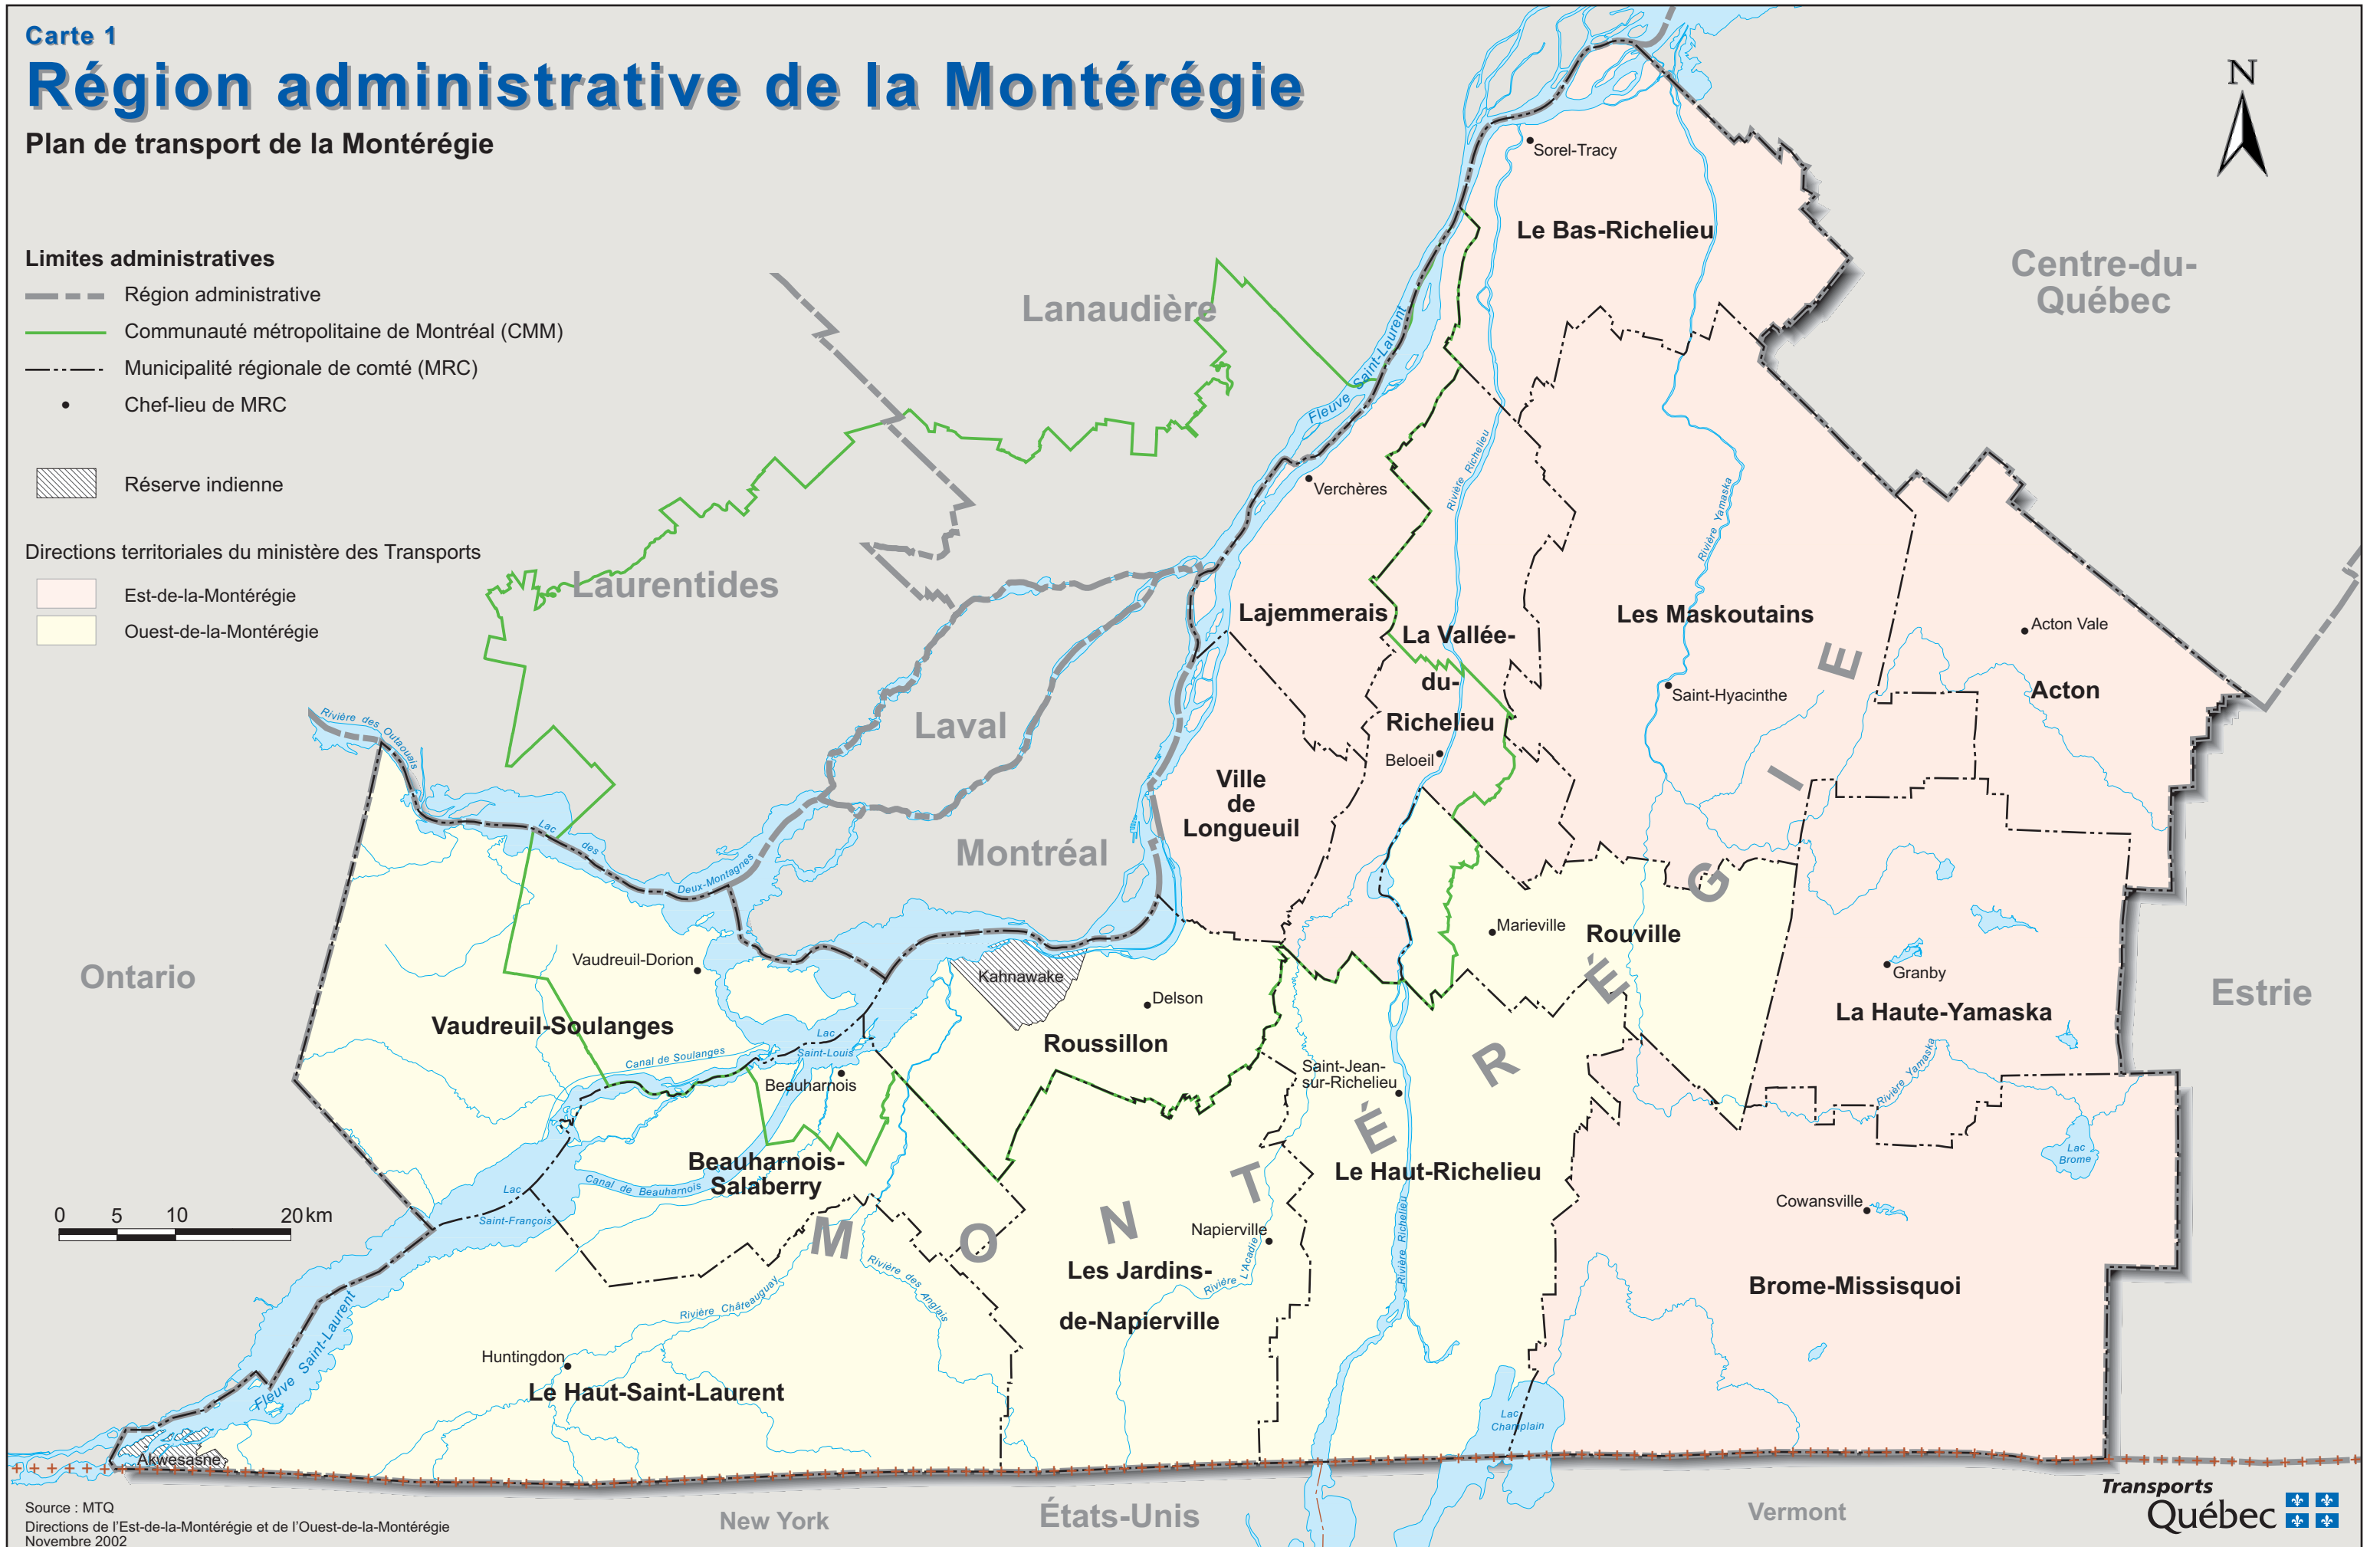 Carte 1
Région administrative de la Montérégie
Plan de transport de la Montérégie
N
Limites administratives
Région administrative
Communauté métropolitaine de Montréal (CMM)
Municipalité régionale de comté (MRC)
Chef-lieu de MRC
Réserve indienne
Directions territoriales du ministère des Transports
Est-de-la-Montérégie
Ouest-de-la-Montérégie
Sorel-Tracy
Le Bas-Richelieu
Centre-du-
Québec
Lanaudière
Fleuve Saint-Laurent
Verchères
Rivière Richelieu
Rivière Yamaska
Laurentides
Lajemmerais
La Vallée-
du-
Richelieu
Beloeil
Les Maskoutains
Saint-Hyacinthe
Acton Vale
Acton
Laval
Rivière des Outaouais
Ville
de
Longueuil
Montréal
Lac des Deux-Montagnes
Ontario
Vaudreuil-Dorion
Vaudreuil-Soulanges
Canal de Soulanges
Lac
Saint-Louis
Beauharnois
Kahnawake
Delson
Roussillon
Marieville
Rouville
Granby
La Haute-Yamaska
Estrie
Saint-Jean-
sur-Richelieu
Rivière Yamaska
Lac
Brome
MONTÉRÉGIE
Beauharnois-
Salaberry
Canal de Beauharnois
Lac
Saint-François
Le Haut-Richelieu
Rivière Richelieu
Cowansville
Brome-Missisquoi
Napierville
Rivière L'Acadie
Les Jardins-
de-Napierville
Rivière Châteauguay
Rivière des Anglais
Huntingdon
Le Haut-Saint-Laurent
Fleuve Saint-Laurent
Akwesasne
Lac
Champlain
0 5 10 20 km
New York
États-Unis
Vermont
Source : MTQ
Directions de l'Est-de-la-Montérégie et de l'Ouest-de-la-Montérégie
Novembre 2002
Transports
Québec